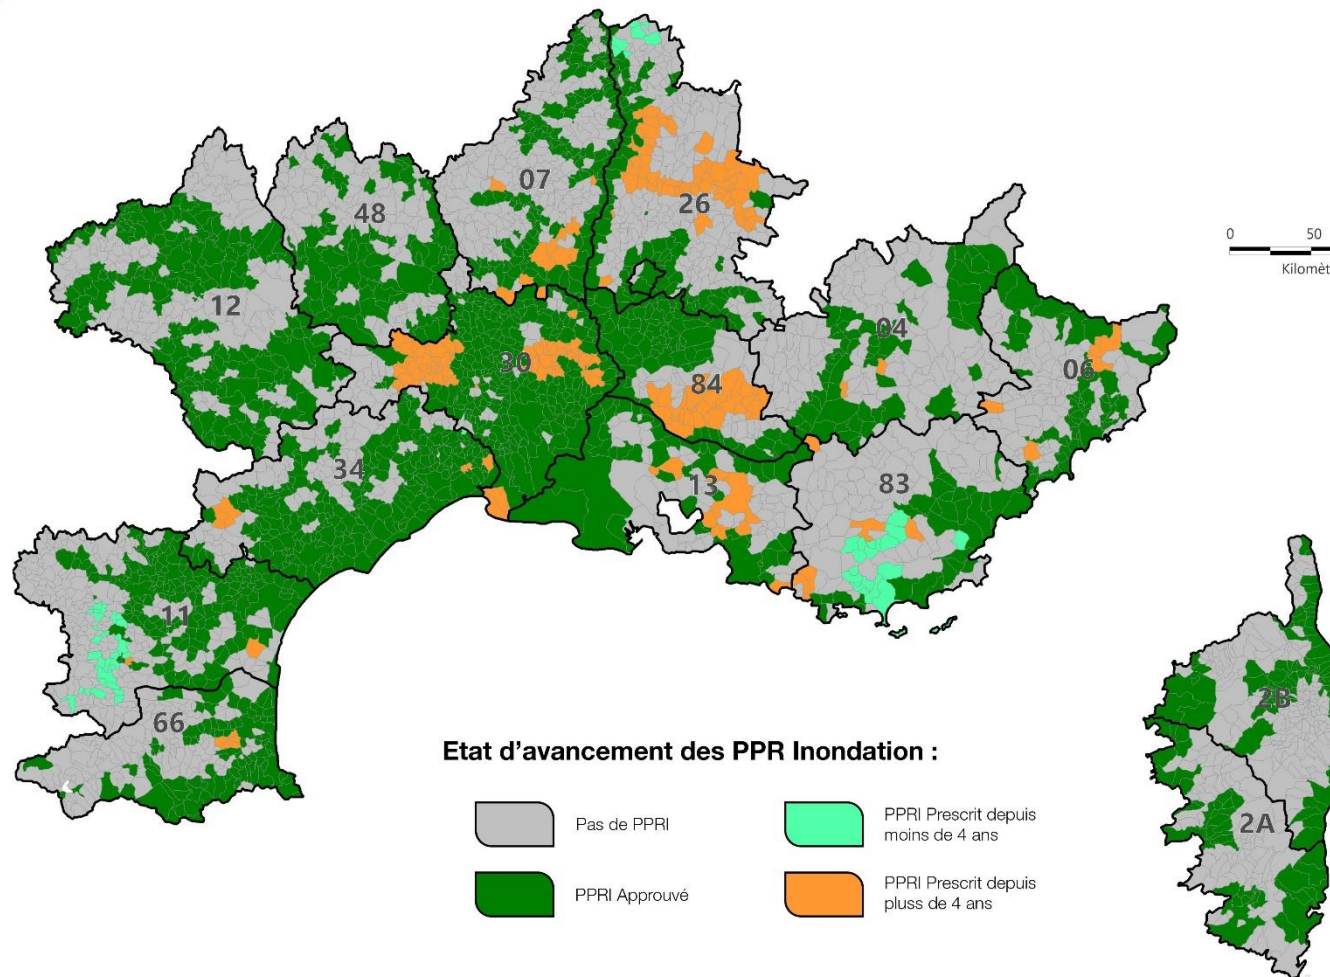 07
26
48
0 50
Kilomèt
12
04
30
06
84
34
13
83
11
2B
66
Etat d’avancement des PPR Inondation :
Pas de PPRI
PPRI Prescrit depuis
moins de 4 ans
2A
PPRI Approuvé
PPRI Prescrit depuis
pluss de 4 ans